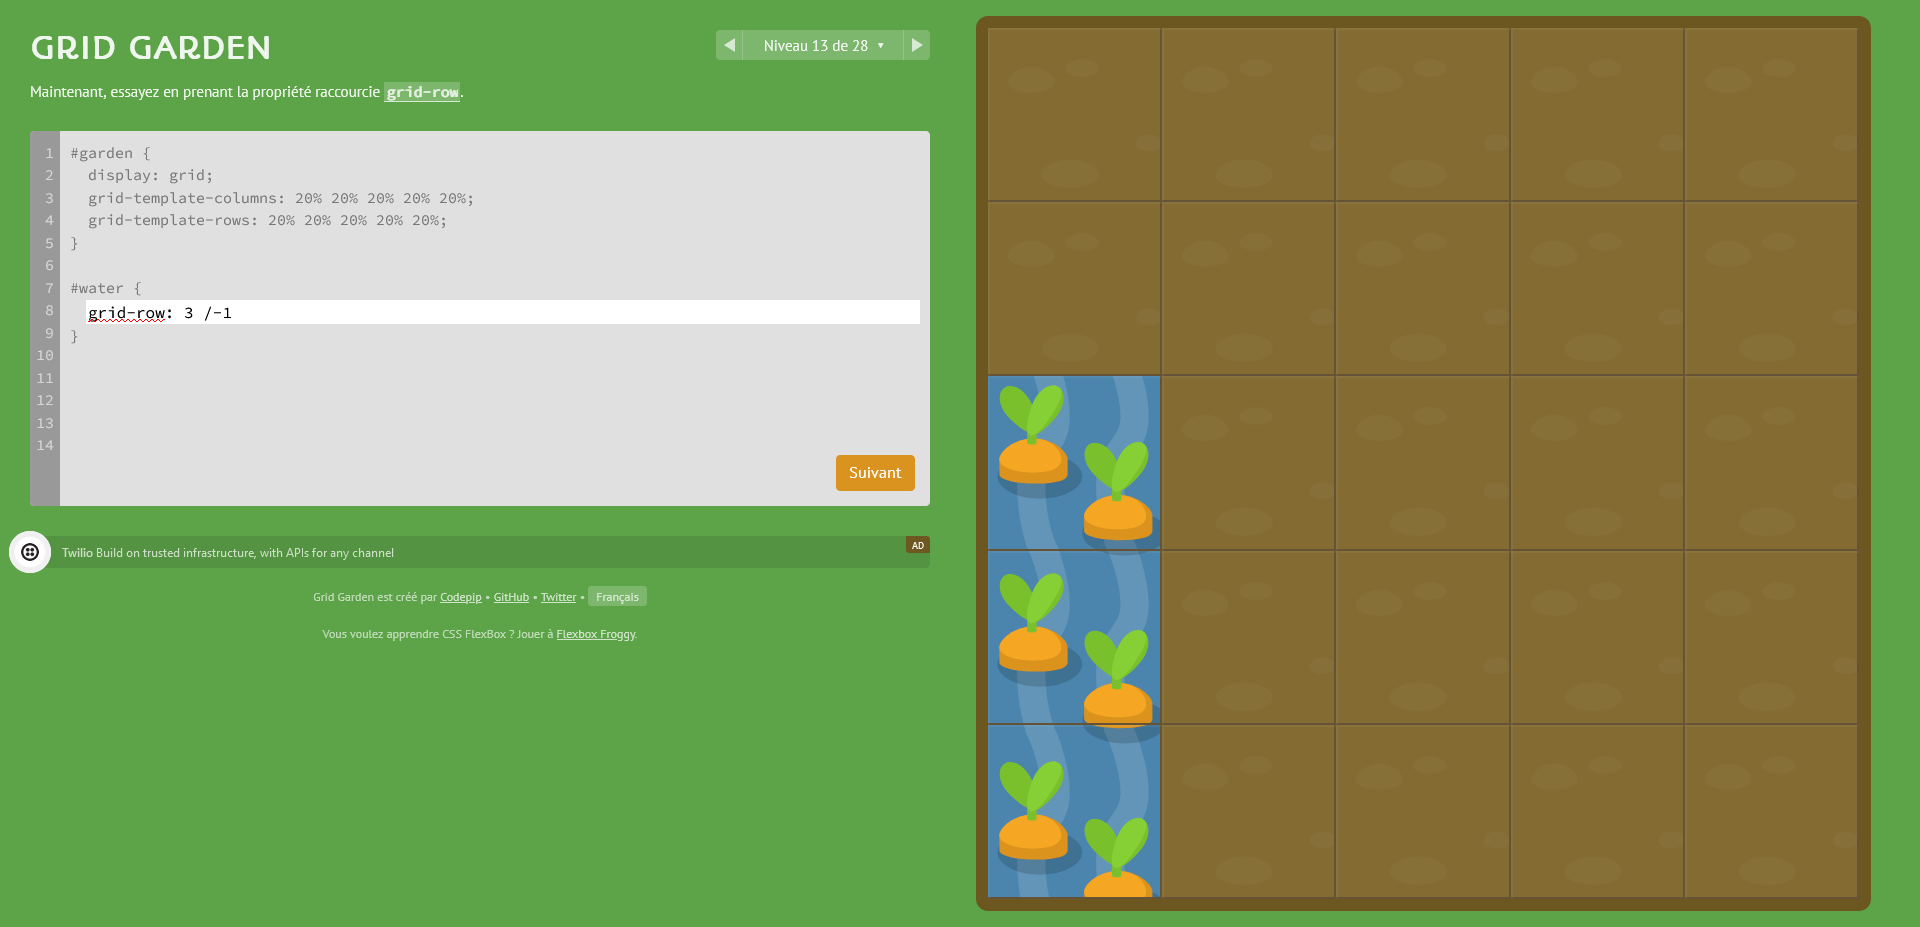 GRID GARDEN
Niveau 13 de 28 ▾
Maintenant, essayez en prenant la propriété raccourcie grid-row.
1 #garden {
2 display: grid;
3 grid-template-columns: 20% 20% 20% 20% 20%;
4 grid-template-rows: 20% 20% 20% 20% 20%;
5 }
6
7 #water {
8 grid-row: 3 /-1
9 }
10
11
12
13
14
Suivant
Twilio Build on trusted infrastructure, with APIs for any channel
AD
Grid Garden est créé par Codepip • GitHub • Twitter • Français
Vous voulez apprendre CSS FlexBox ? Jouer à Flexbox Froggy.